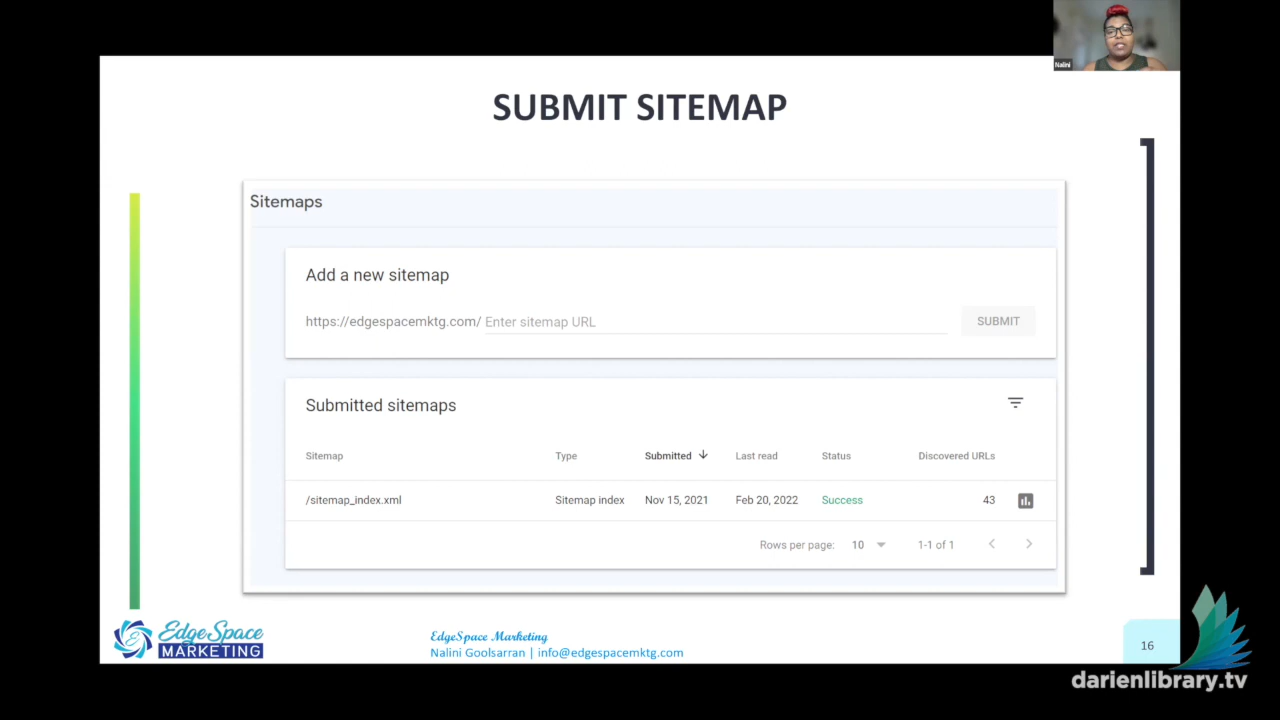 Nalini
SUBMIT SITEMAP
Sitemaps
Add a new sitemap
https://edgespacemktg.com/ Enter sitemap URL SUBMIT
Submitted sitemaps
Sitemap Type Submitted Last read Status Discovered URLs
/sitemap_index.xml Sitemap index Nov 15, 2021 Feb 20, 2022 Success 43
Rows per page: 10 1-1 of 1
EdgeSpace
MARKETING
EdgeSpace Marketing
Nalini Goolsarran | info@edgespacemktg.com
16
darienlibrary.tv